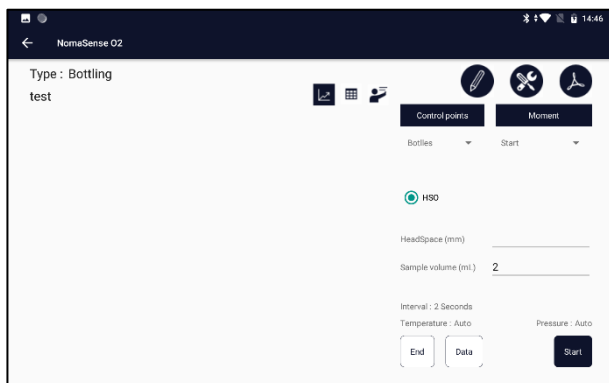 14:46
NomaSense O2
Type : Bottling
test
Control points
Moment
Botlles
Start
HSO
HeadSpace (mm)
Sample volume (ml.)
2
Interval : 2 Seconds
Temperature : Auto
Pressure : Auto
End
Data
Start